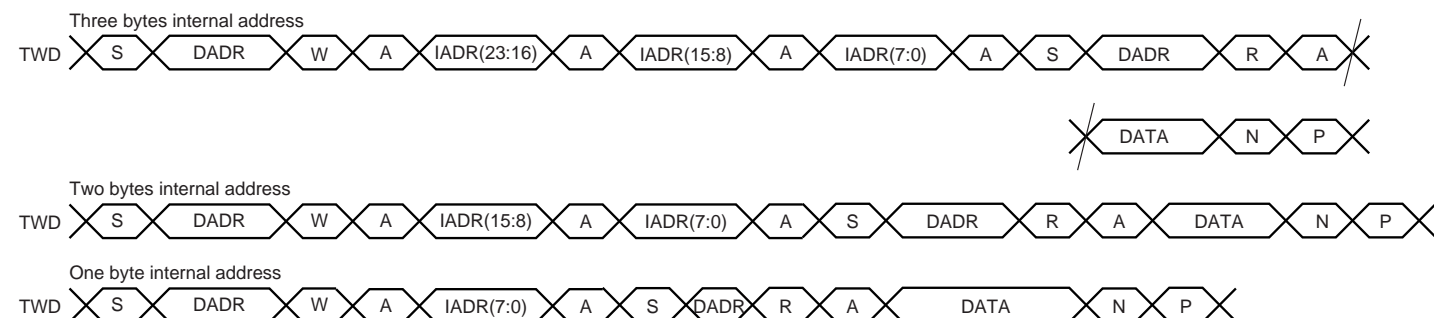 Three bytes internal address
TWD S DADR W A IADR(23:16) A IADR(15:8) A IADR(7:0) A S DADR R A
DATA N P
Two bytes internal address
TWD S DADR W A IADR(15:8) A IADR(7:0) A S DADR R A DATA N P
One byte internal address
TWD S DADR W A IADR(7:0) A S DADR R A DATA N P